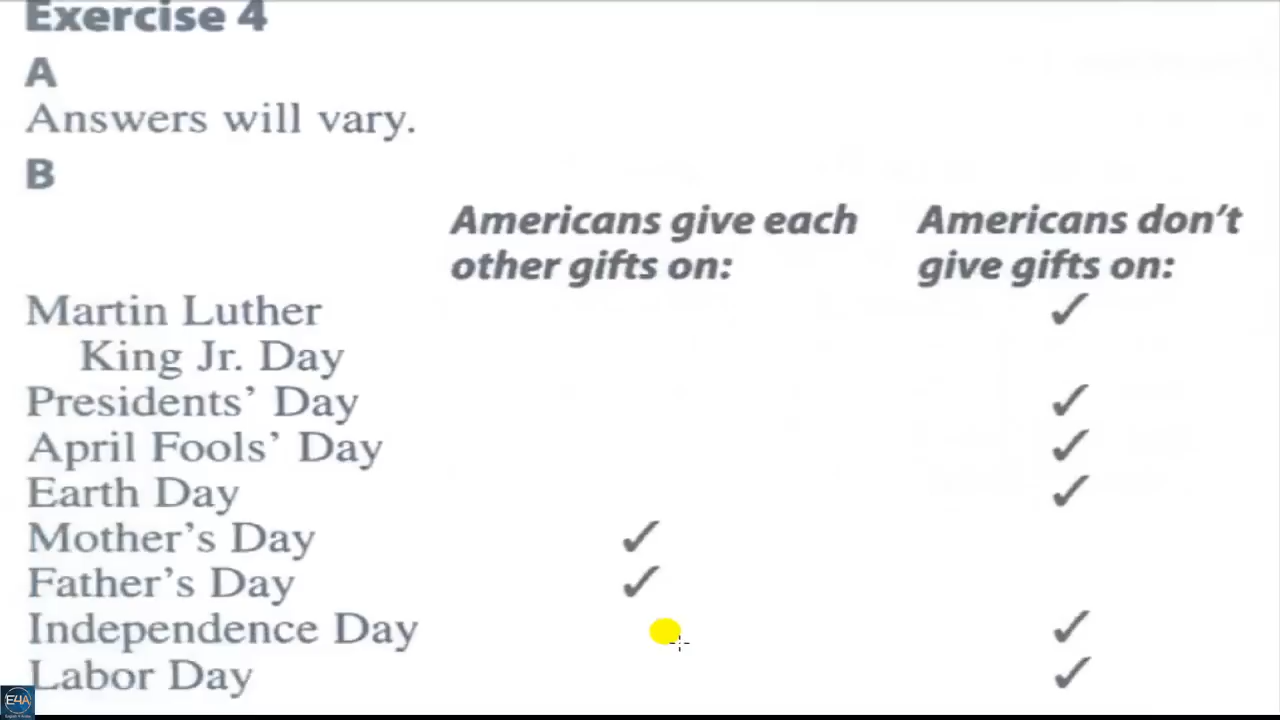 Exercise 4
A
Answers will vary.
B
Americans give each other gifts on:
Americans don't give gifts on:
Martin Luther ✓
King Jr. Day
Presidents' Day ✓
April Fools' Day ✓
Earth Day ✓
Mother's Day ✓
Father's Day ✓
Independence Day ✓
Labor Day ✓
E4A